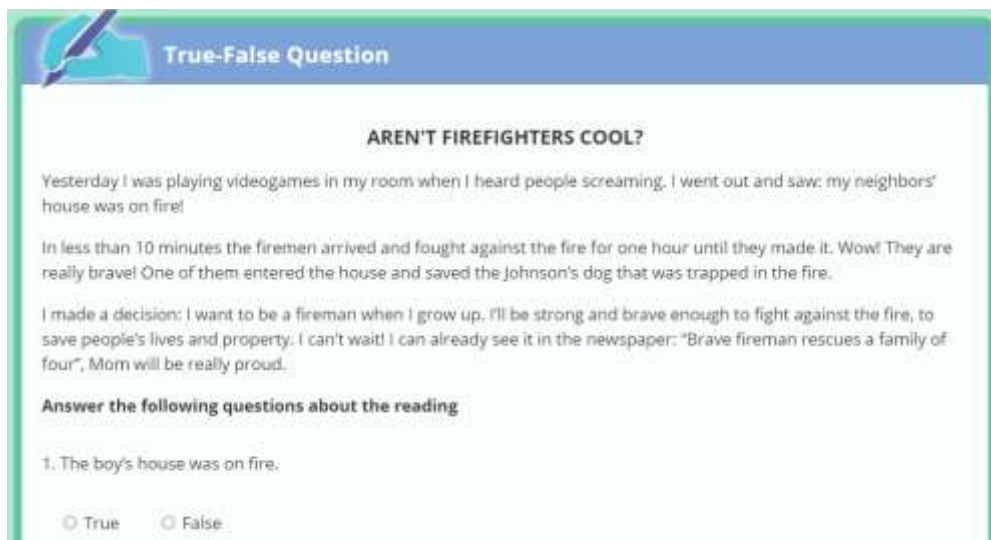 True-False Question
AREN'T FIREFIGHTERS COOL?
Yesterday I was playing videogames in my room when I heard people screaming. I went out and saw: my neighbors'
house was on fire!
In less than 10 minutes the firemen arrived and fought against the fire for one hour until they made it. Wow! They are
really brave! One of them entered the house and saved the Johnson's dog that was trapped in the fire.
I made a decision: I want to be a fireman when I grow up. I'll be strong and brave enough to fight against the fire, to
save people's lives and property. I can't wait! I can already see it in the newspaper: "Brave fireman rescues a family of
four", Mom will be really proud.
Answer the following questions about the reading
1. The boy's house was on fire.
True False